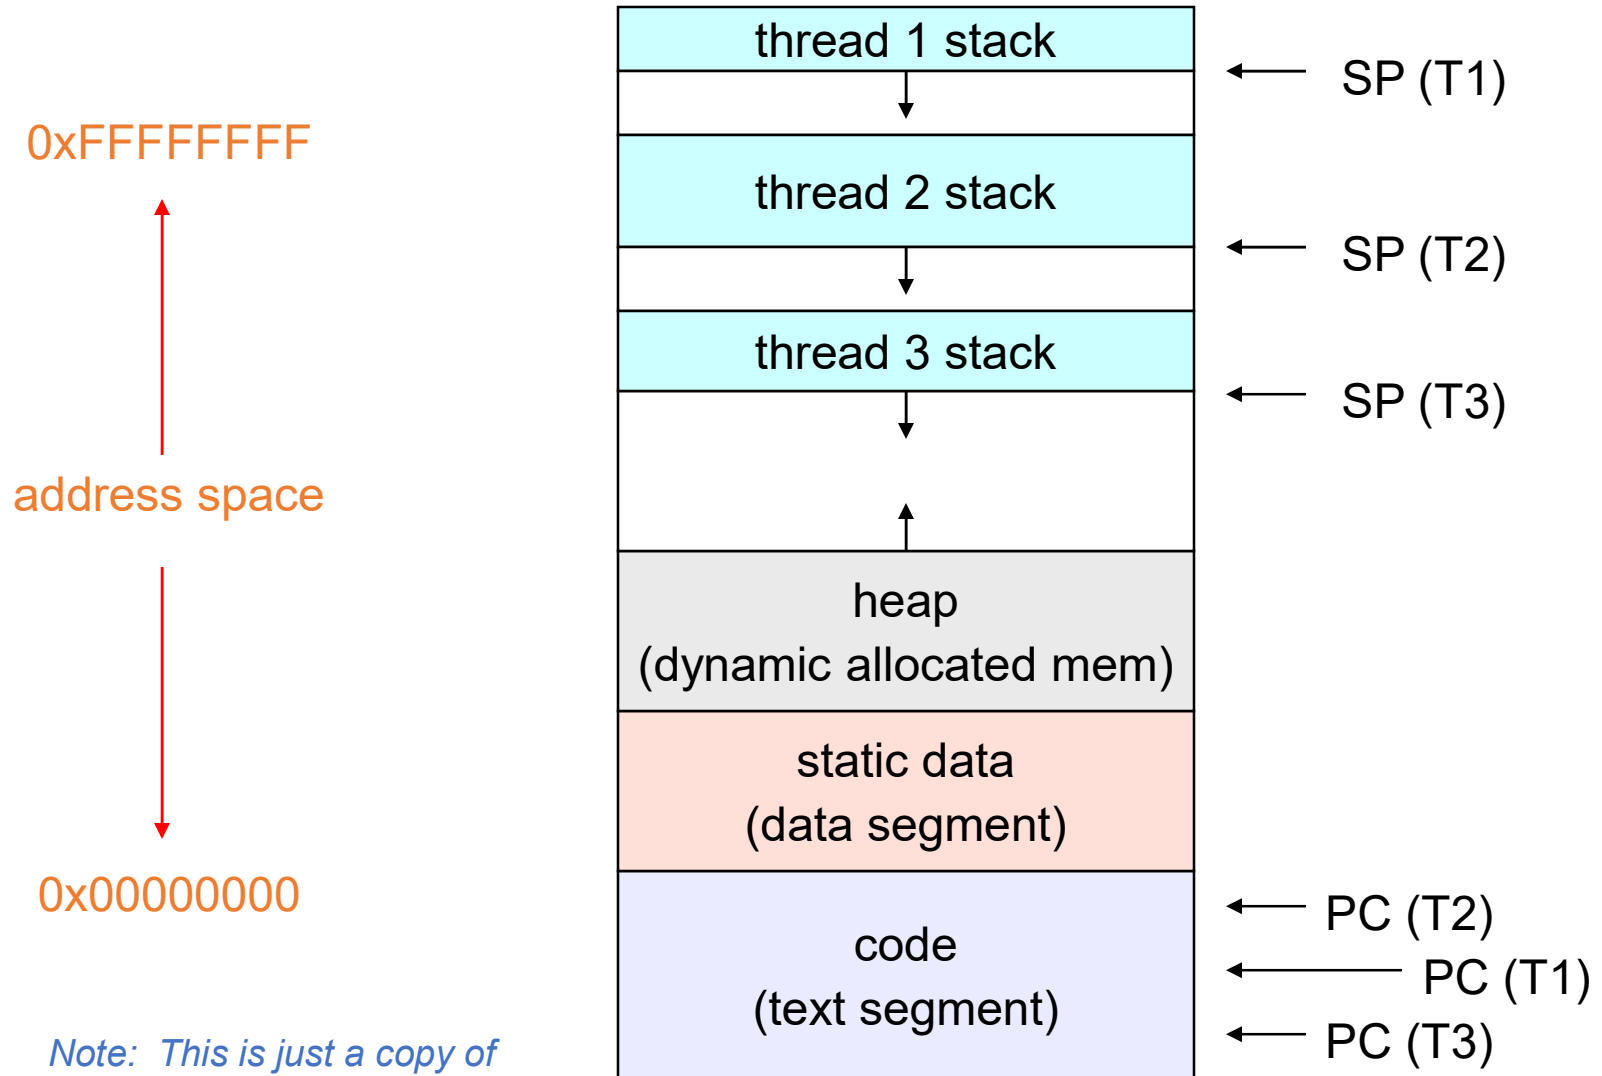 thread 1 stack
SP (T1)
0xFFFFFFFF
thread 2 stack
SP (T2)
thread 3 stack
SP (T3)
address space
heap
(dynamic allocated mem)
static data
(data segment)
0x00000000
code
(text segment)
PC (T2)
PC (T1)
PC (T3)
Note: This is just a copy of